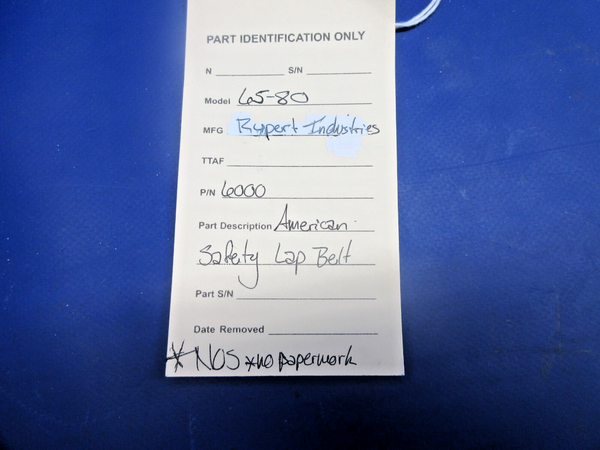 PART IDENTIFICATION ONLY
N S/N
Model 65-80
MFG Rypert Industries
TTAF
P/N 6000
Part Description American
Safety Lap Belt
Part S/N
Date Removed
*NOS *no paperwork